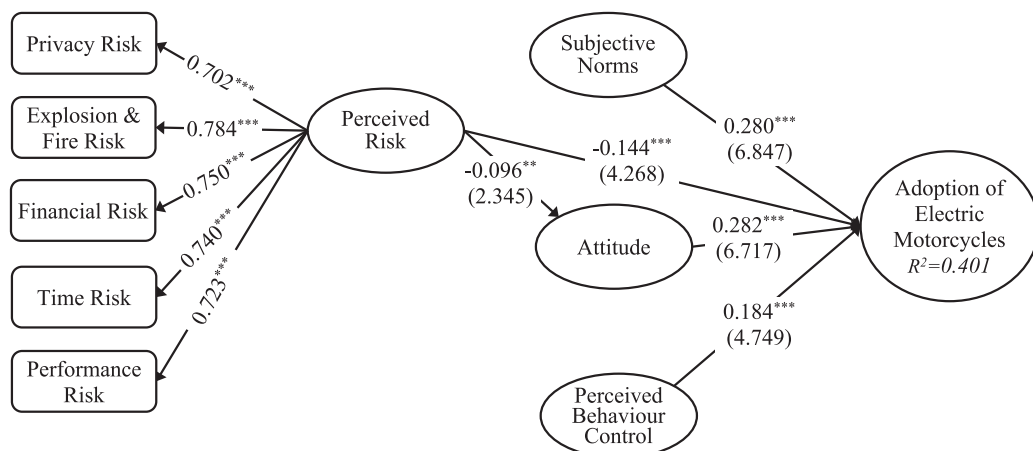 Privacy Risk
Explosion &
Fire Risk
Financial Risk
Time Risk
Performance
Risk
0.702***
0.784***
0.750***
0.740***
0.723***
Perceived
Risk
-0.096**
(2.345)
-0.144***
(4.268)
Subjective
Norms
0.280***
(6.847)
Attitude
0.282***
(6.717)
Perceived
Behaviour
Control
0.184***
(4.749)
Adoption of
Electric
Motorcycles
R²=0.401